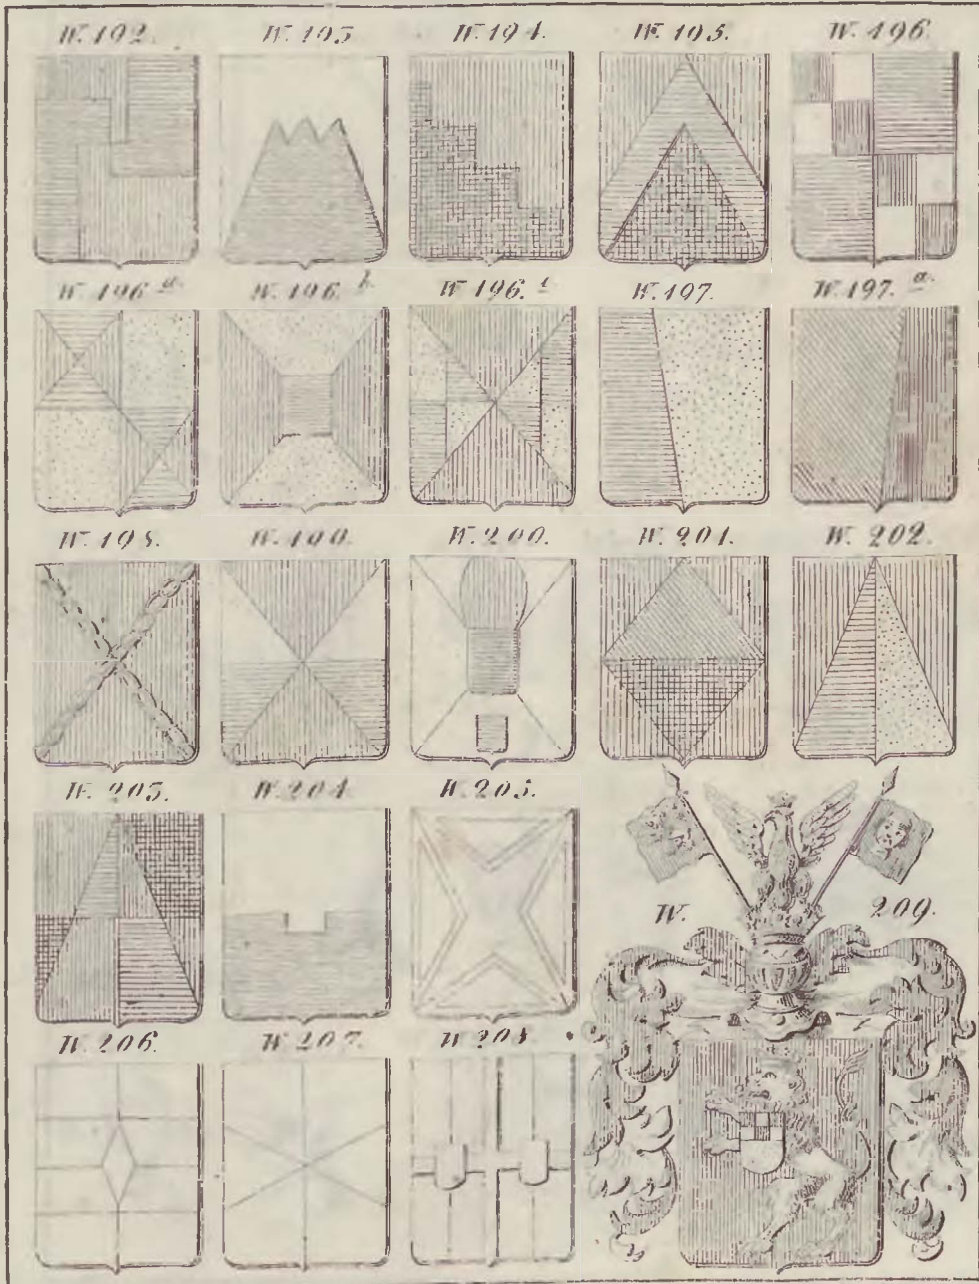 W. 192. W. 193 W. 194. W. 195. W. 196.
W. 196 a. W. 196. b. W. 196. c W. 197. W. 197. a.
W. 198. W. 199. W. 200. W. 201. W. 202.
W. 203. W. 204. W. 205.
W. 209.
W. 206. W. 207. W. 208